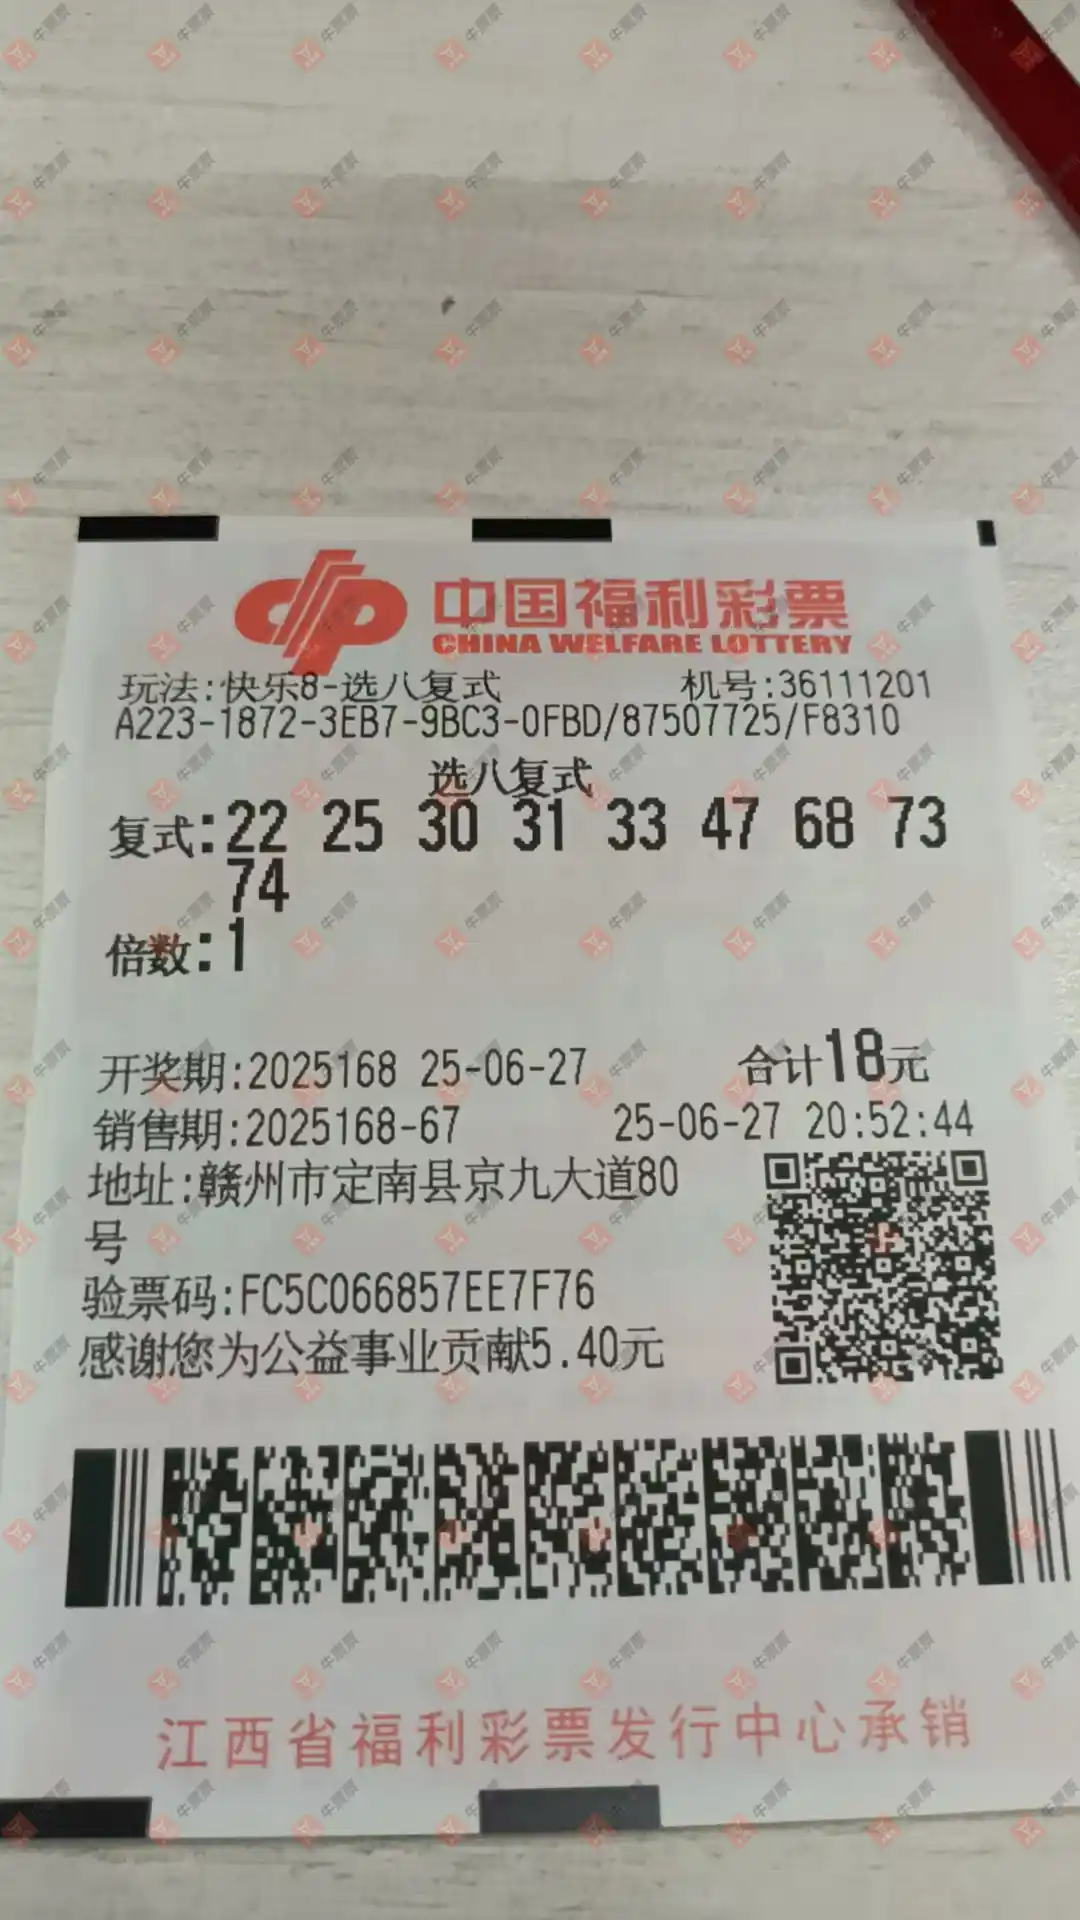 中国福利彩票
CHINA WELFARE LOTTERY
玩法:快乐8-选八复式 机号:36111201
A223-1872-3EB7-9BC3-0FBD/87507725/F8310
选八复式
复式:22 25 30 31 33 47 68 73
74
倍数:1
开奖期:2025168 25-06-27 合计18元
销售期:2025168-67 25-06-27 20:52:44
地址:赣州市定南县京九大道80
号
验票码:FC5C066857EE7F76
感谢您为公益事业贡献5.40元
江西省福利彩票发行中心承销
牛票票